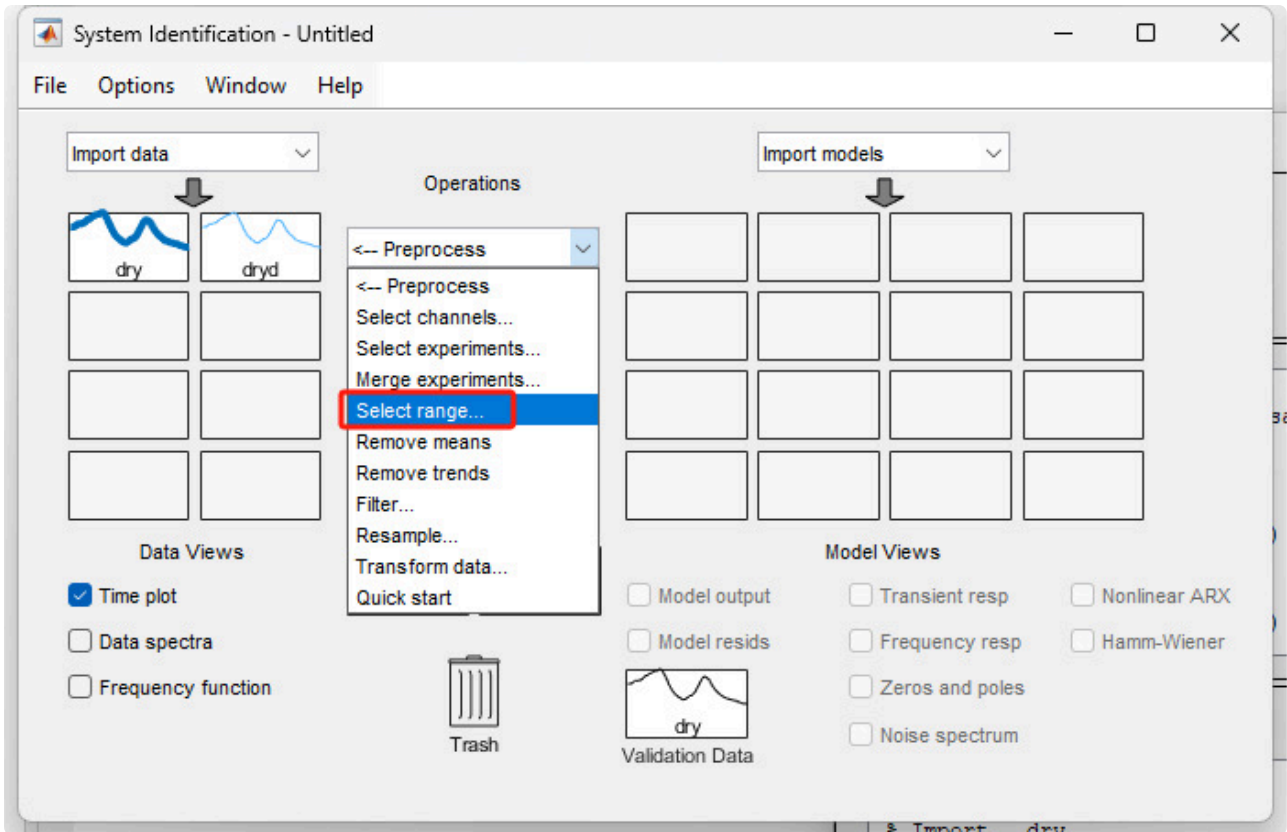 System Identification - Untitled
File Options Window Help
Import data
Import models
Operations
dry
dryd
<-- Preprocess
<-- Preprocess
Select channels...
Select experiments...
Merge experiments...
Select range...
Remove means
Remove trends
Filter...
Resample...
Transform data...
Quick start
Data Views
Time plot
Data spectra
Frequency function
Trash
Model Views
Model output
Transient resp
Nonlinear ARX
Model resids
Frequency resp
Hamm-Wiener
Zeros and poles
Noise spectrum
dry
Validation Data
% Import dry